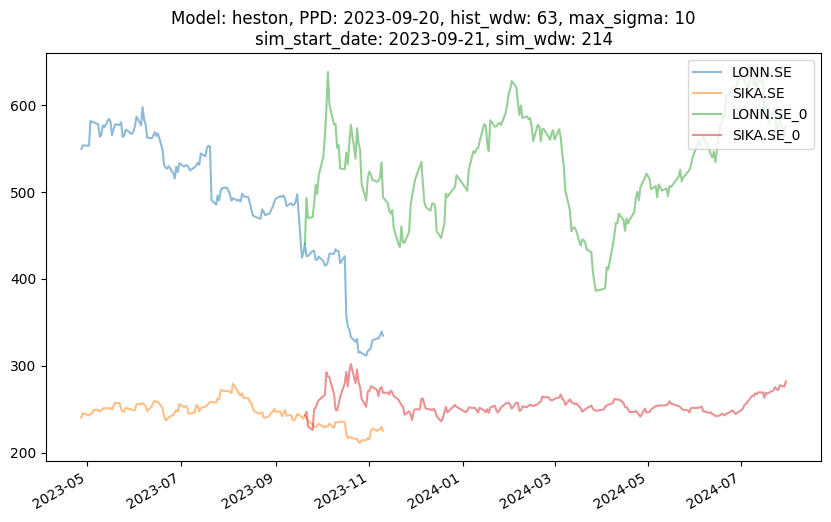 Model: heston, PPD: 2023-09-20, hist_wdw: 63, max_sigma: 10
sim_start_date: 2023-09-21, sim_wdw: 214
LONN.SE
SIKA.SE
LONN.SE_0
SIKA.SE_0
600
500
400
300
200
2023-05
2023-07
2023-09
2023-11
2024-01
2024-03
2024-05
2024-07